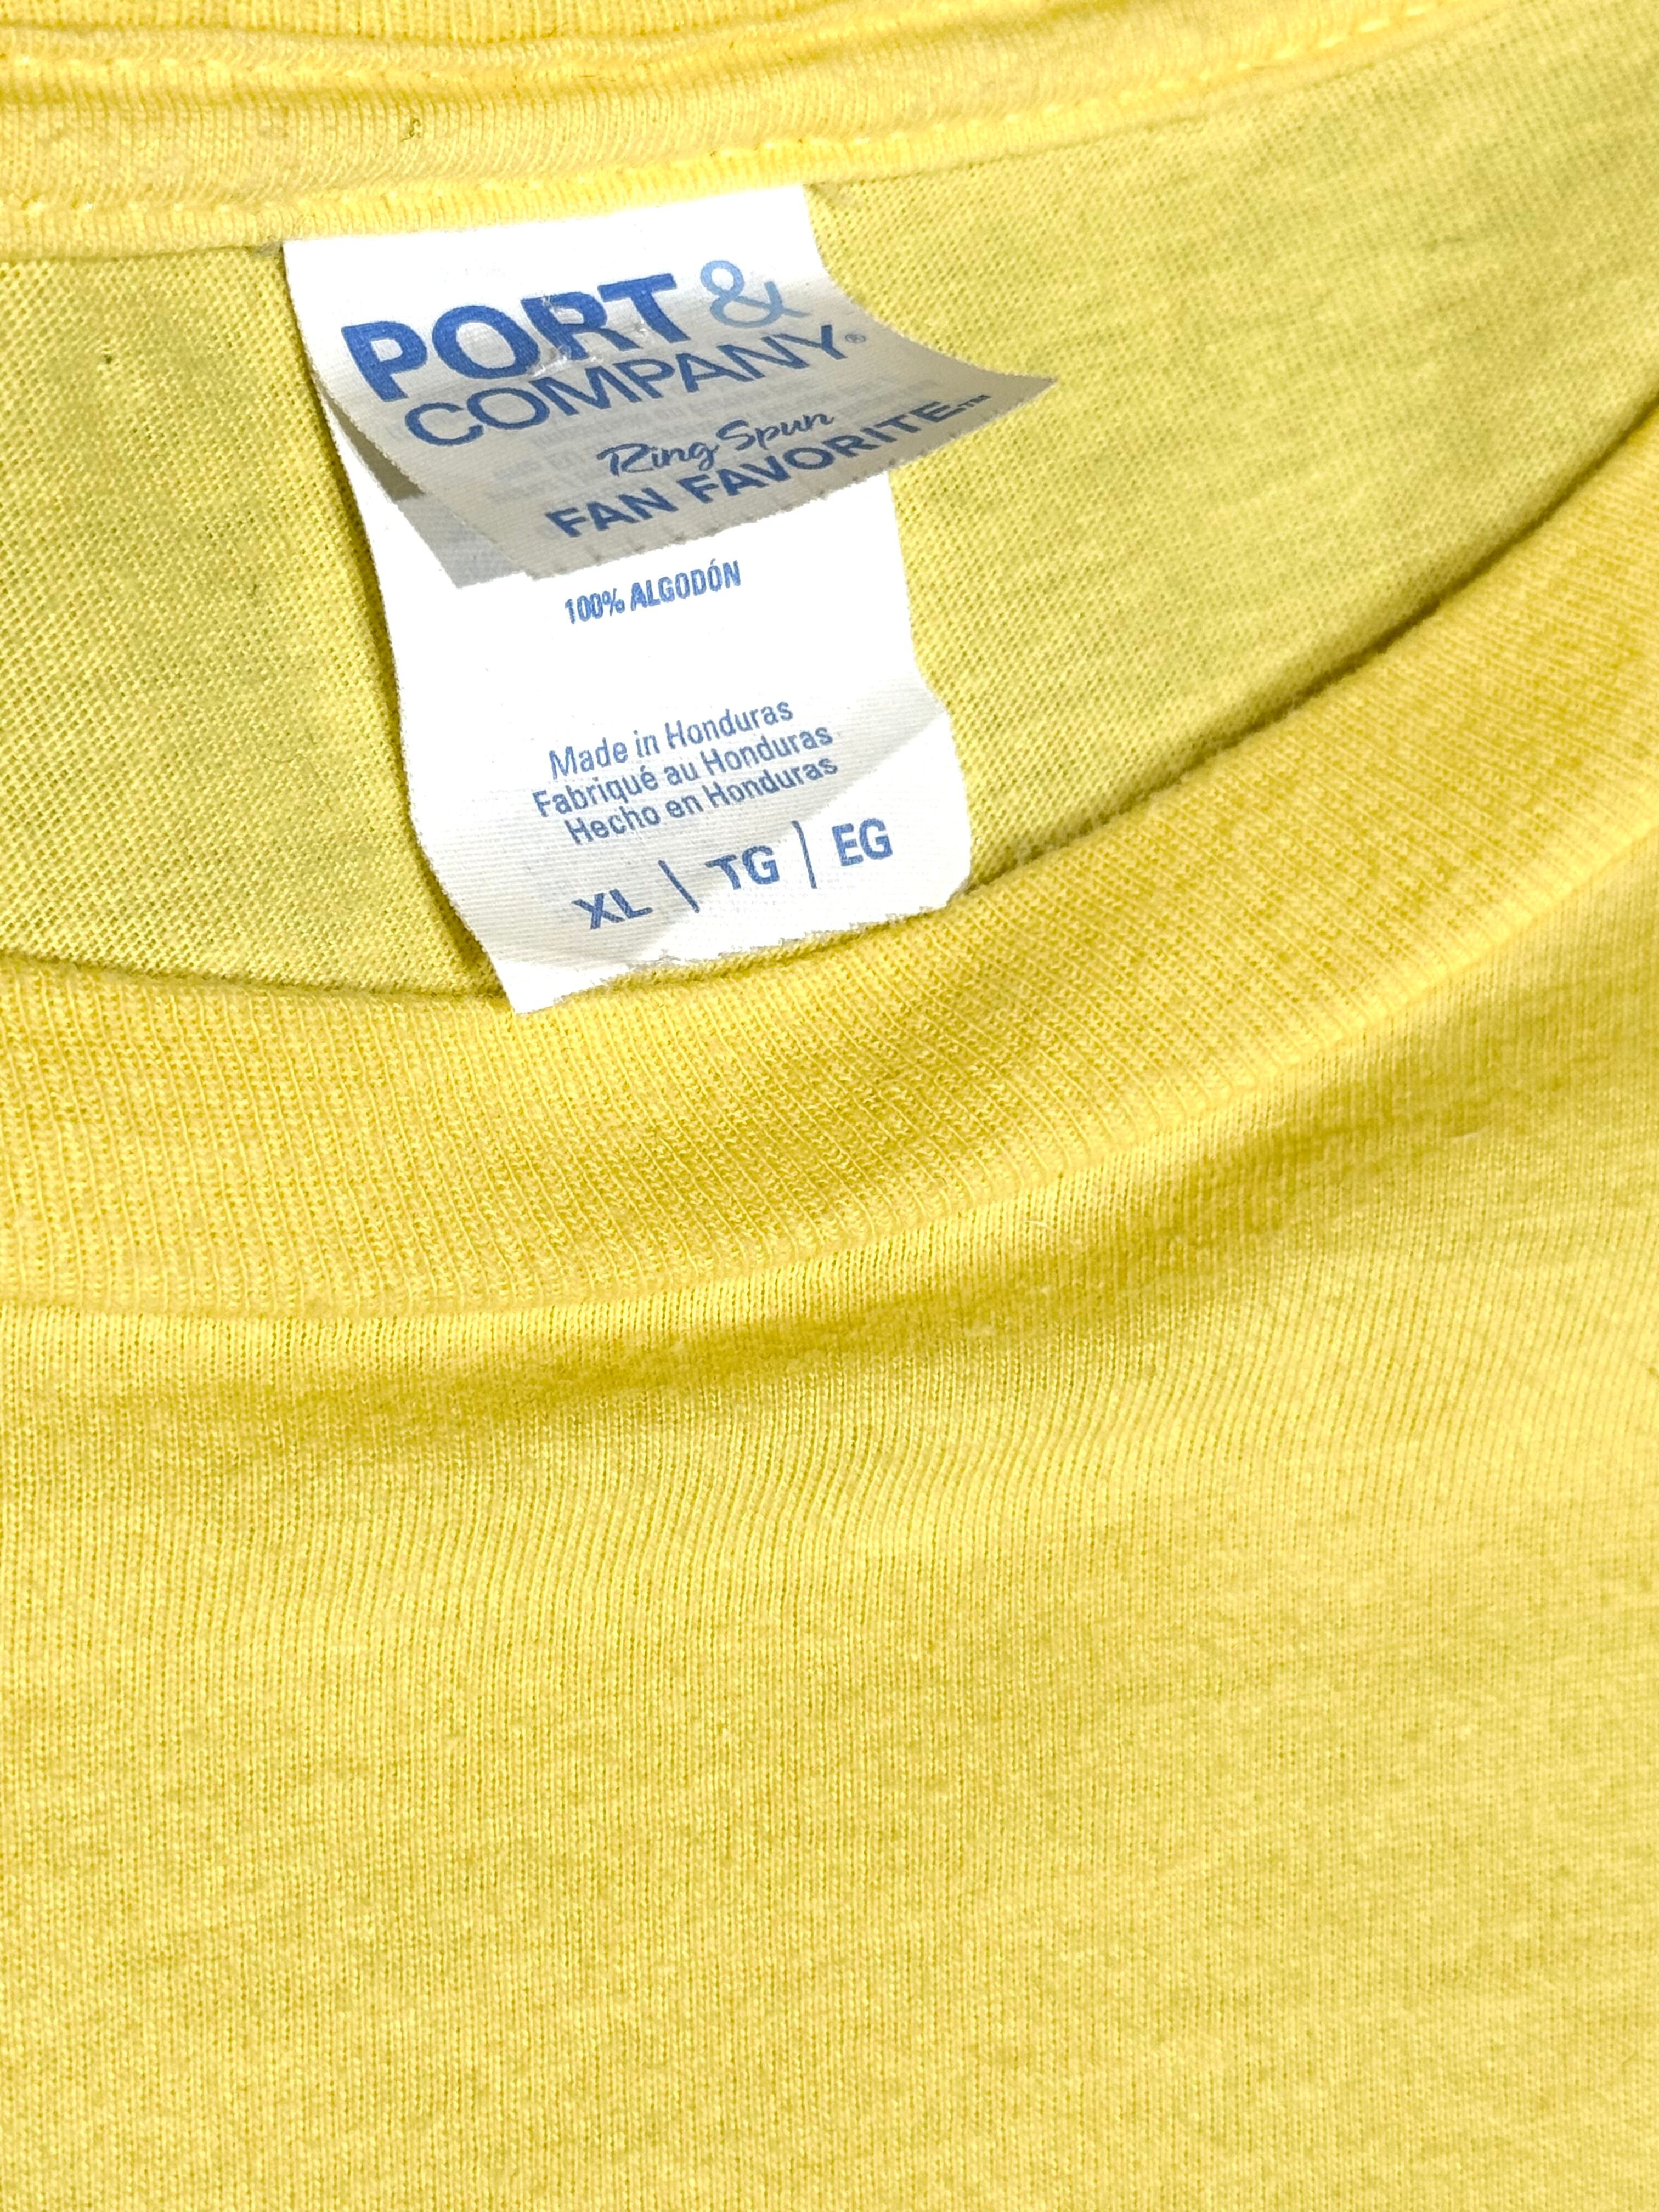 PORT &
COMPANY®
Ring Spun
FAN FAVORITE™
100% ALGODÓN
Made in Honduras
Fabriqué au Honduras
Hecho en Honduras
XL | TG | EG